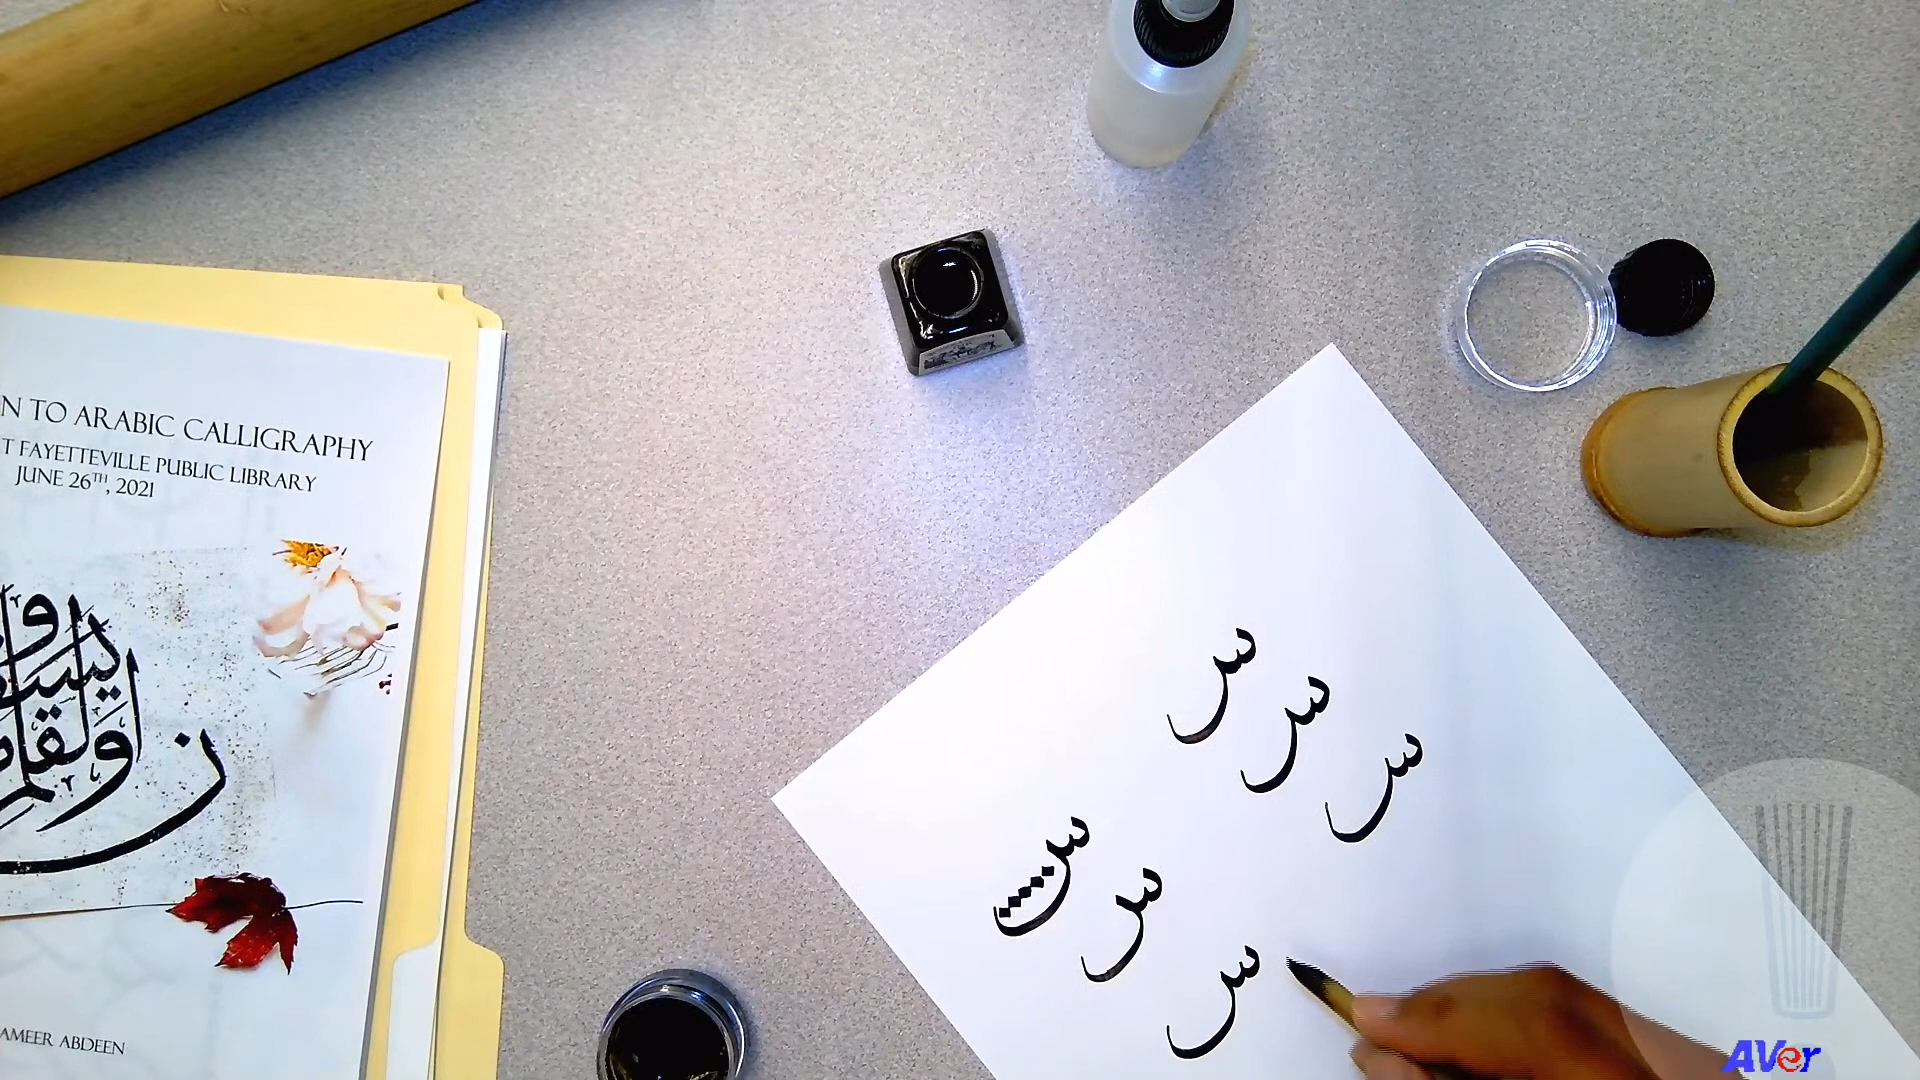 N TO ARABIC CALLIGRAPHY
T FAYETTEVILLE PUBLIC LIBRARY
JUNE 26TH, 2021
AMEER ABDEEN
س س س
س س س
AVer